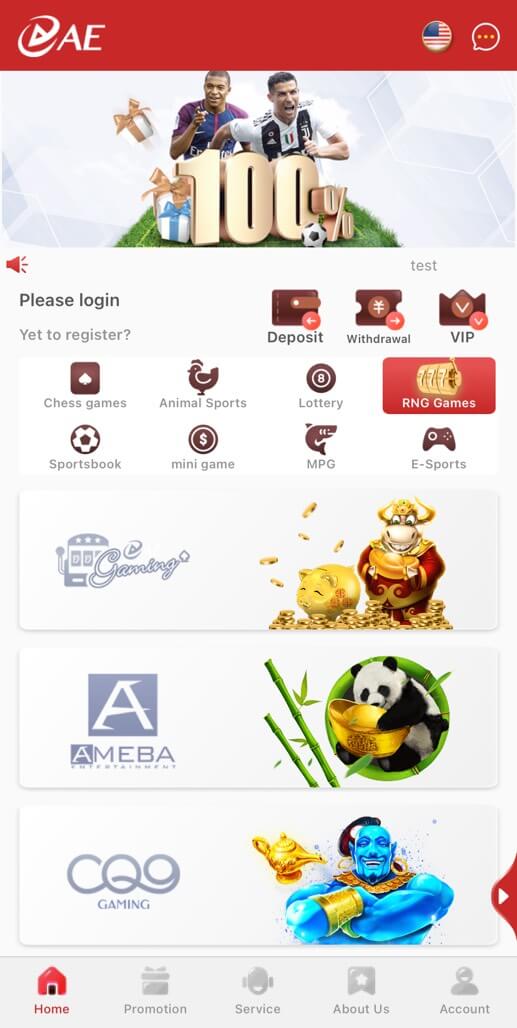 AE
100%
test
Please login
Yet to register?
Deposit
Withdrawal
VIP
Chess games
Animal Sports
Lottery
777
RNG Games
Sportsbook
mini game
MPG
E-Sports
Gaming
A
AMEBA
ENTERTAINMENT
CQ9
GAMING
Home
Promotion
Service
About Us
Account